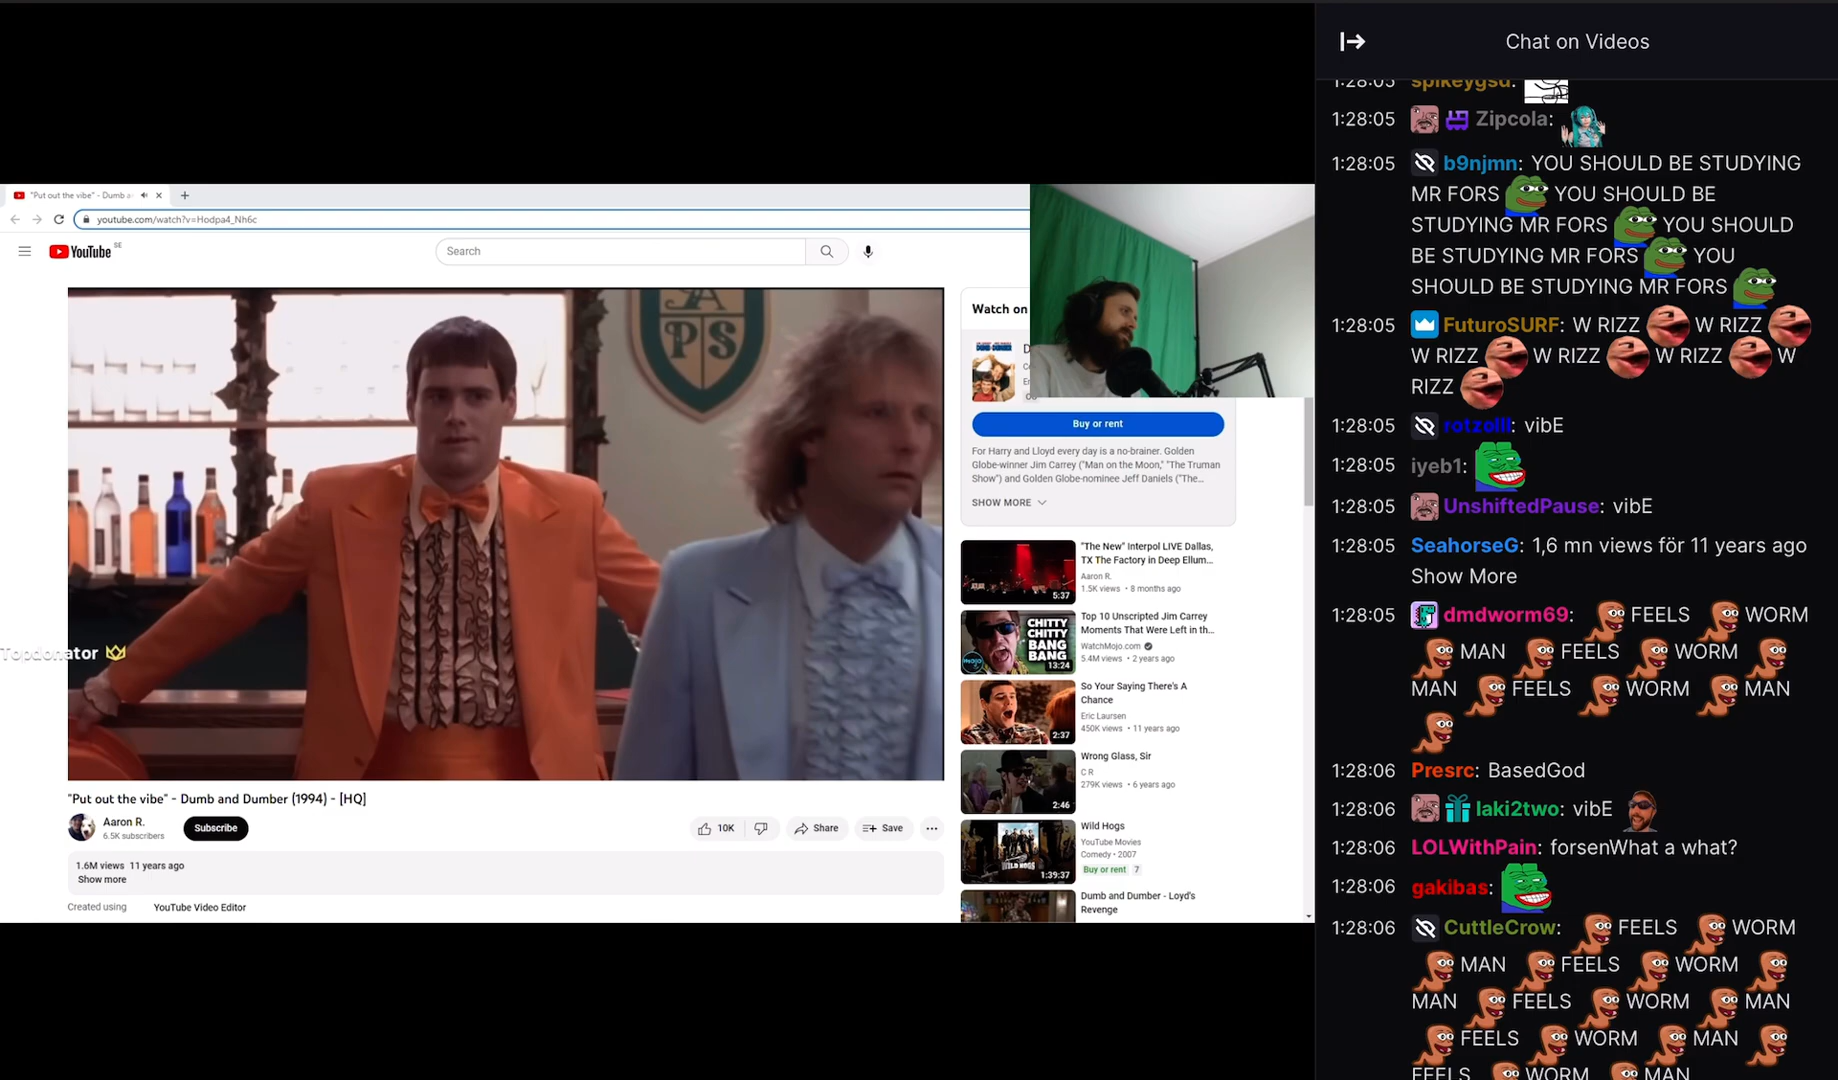 "Put out the vibe" - Dumb a
youtube.com/watch?v=Hodpa4_Nh6c
YouTube SE
Search
APS
Watch on
Buy or rent
For Harry and Lloyd every day is a no-brainer. Golden
Globe-winner Jim Carrey ("Man on the Moon," "The Truman
Show") and Golden Globe-nominee Jeff Daniels ("The...
SHOW MORE
"The New" Interpol LIVE Dallas,
TX The Factory in Deep Ellum...
Aaron R.
1.5K views • 8 months ago
5:37
CHITTY
CHITTY
BANG
BANG
13:24
Top 10 Unscripted Jim Carrey
Moments That Were Left in th...
WatchMojo.com
5.4M views • 2 years ago
So Your Saying There's A
Chance
Eric Laursen
450K views • 11 years ago
2:37
Wrong Glass, Sir
C R
279K views • 6 years ago
2:46
WILD HOGS
1:39:37
Wild Hogs
YouTube Movies
Comedy • 2007
Buy or rent 7
Dumb and Dumber - Loyd's
Revenge
Topdonator
"Put out the vibe" - Dumb and Dumber (1994) - [HQ]
Aaron R.
6.5K subscribers
Subscribe
10K
Share
Save
1.6M views 11 years ago
Show more
Created using YouTube Video Editor
Chat on Videos
1:28:05 spikeygsd:
1:28:05 Zipcola:
1:28:05 b9njmn: YOU SHOULD BE STUDYING
MR FORS YOU SHOULD BE
STUDYING MR FORS YOU SHOULD
BE STUDYING MR FORS YOU
SHOULD BE STUDYING MR FORS
1:28:05 FuturoSURF: W RIZZ W RIZZ
W RIZZ W RIZZ W RIZZ W
RIZZ
1:28:05 rotzolll: vibE
1:28:05 iyeb1:
1:28:05 UnshiftedPause: vibE
1:28:05 SeahorseG: 1,6 mn views för 11 years ago
Show More
1:28:05 dmdworm69: FEELS WORM
MAN FEELS WORM
MAN FEELS WORM MAN
1:28:06 Presrc: BasedGod
1:28:06 laki2two: vibE
1:28:06 LOLWithPain: forsenWhat a what?
1:28:06 gakibas:
1:28:06 CuttleCrow: FEELS WORM
MAN FEELS WORM
MAN FEELS WORM MAN
FEELS WORM MAN
FEELS WORM MAN